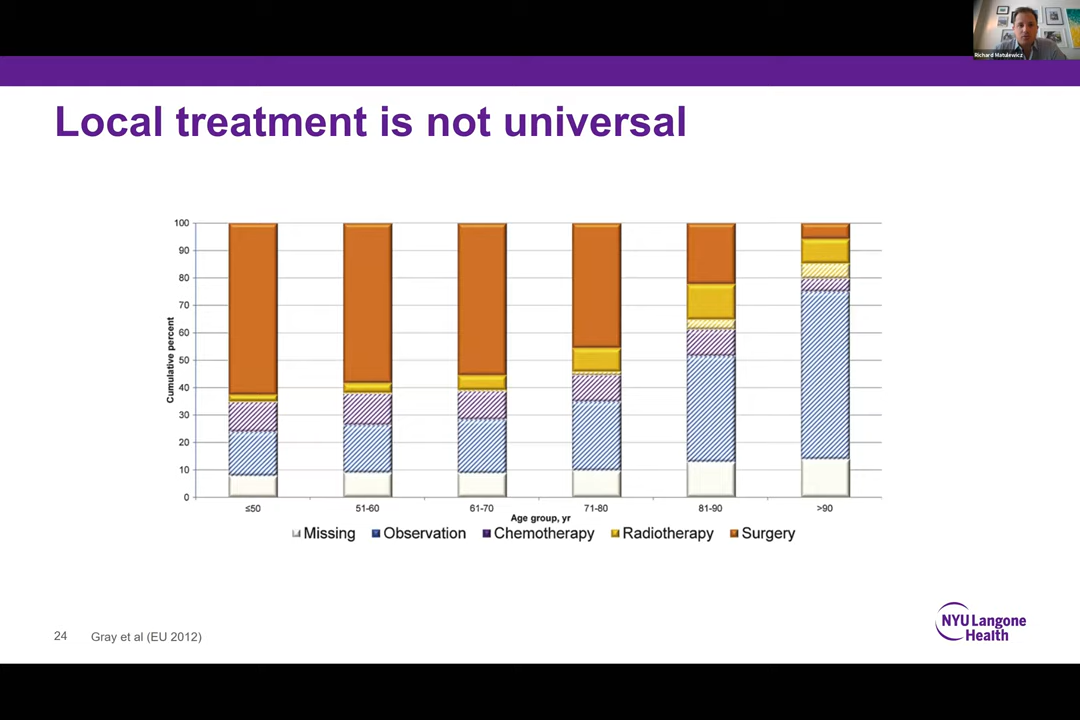 Richard Matulewicz
Local treatment is not universal
100
90
80
70
60
50
40
30
20
10
0
Cumulative percent
≤50 51-60 61-70 71-80 81-90 >90
Age group, yr
Missing Observation Chemotherapy Radiotherapy Surgery
24 Gray et al (EU 2012)
NYU Langone
Health